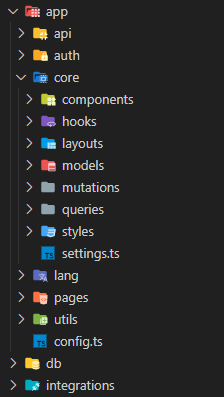 app
api
auth
core
components
hooks
layouts
models
mutations
queries
styles
settings.ts
lang
pages
utils
config.ts
db
integrations